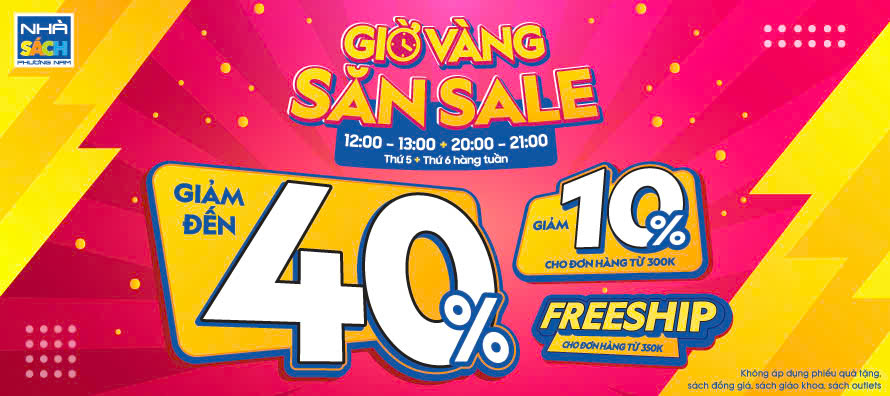 NHÀ
SÁCH
PHƯƠNG NAM
GIỜ VÀNG
SĂN SALE
12:00 - 13:00 + 20:00 - 21:00
Thứ 5 + Thứ 6 hàng tuần
GIẢM
ĐẾN
40%
GIẢM 10%
CHO ĐƠN HÀNG TỪ 300K
FREESHIP
CHO ĐƠN HÀNG TỪ 350K
Không áp dụng phiếu quà tặng,
sách đồng giá, sách giáo khoa, sách outlets